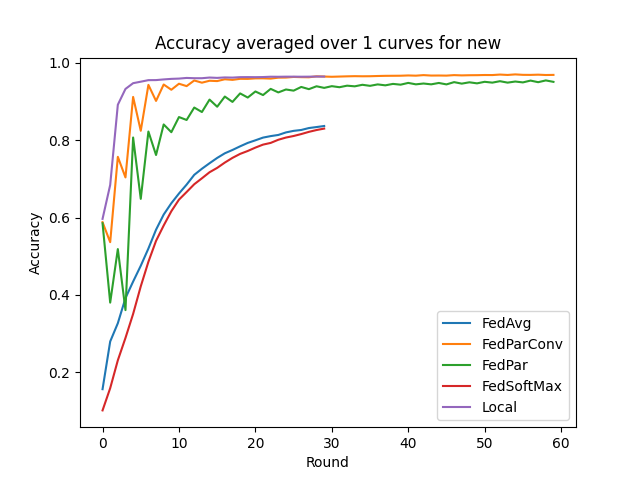 Accuracy averaged over 1 curves for new
1.0
0.8
0.6
0.4
0.2
Accuracy
0 10 20 30 40 50 60
Round
FedAvg
FedParConv
FedPar
FedSoftMax
Local